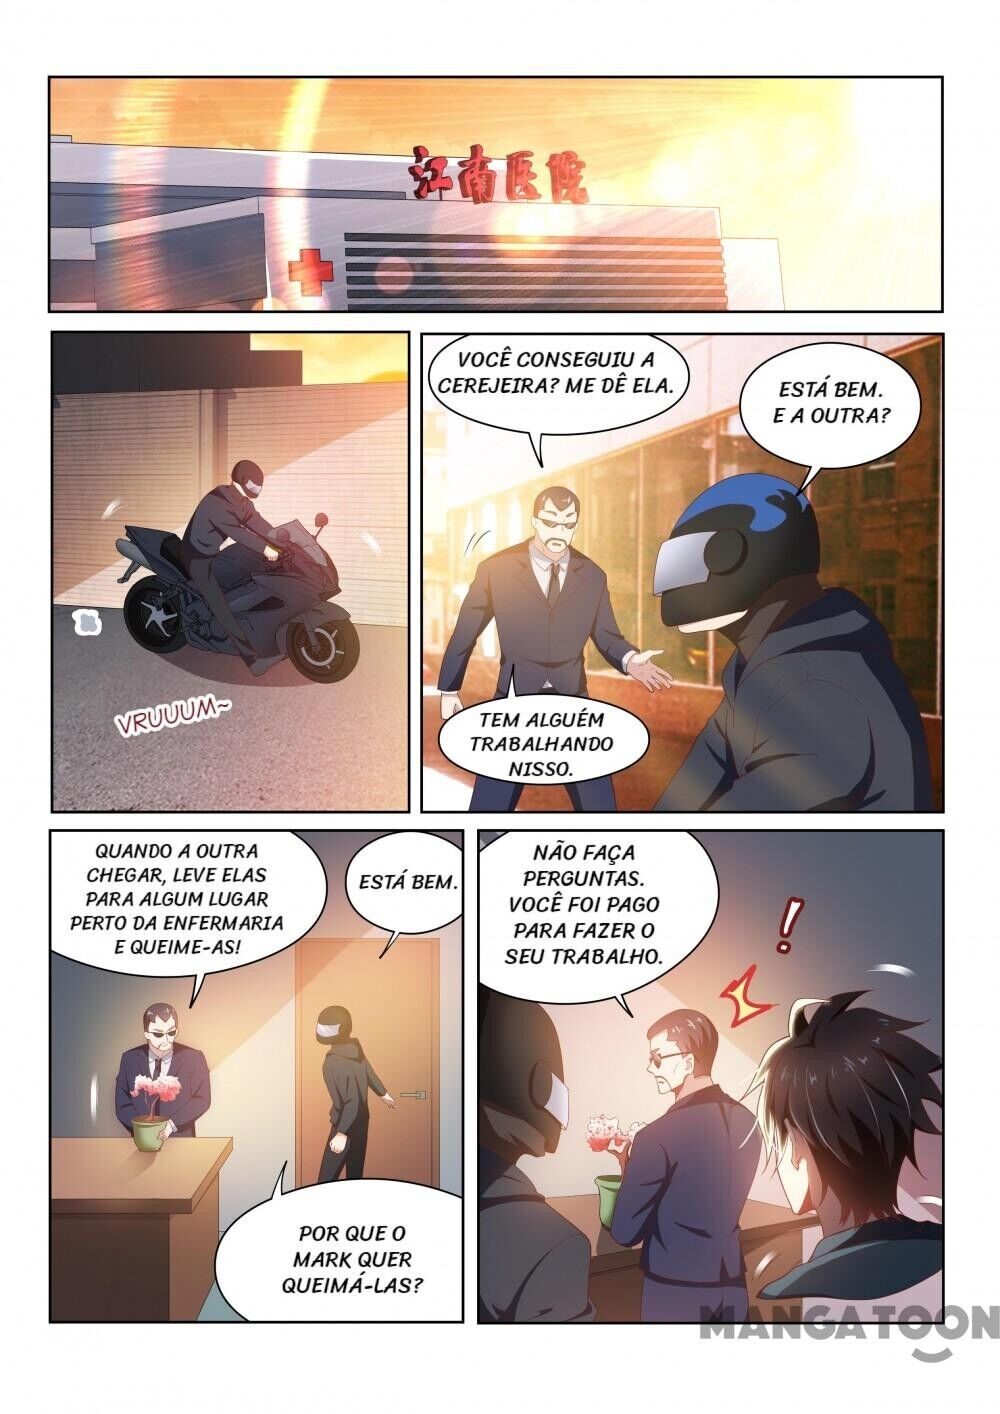 江南医院
VOCÊ CONSEGUIU A
CEREJEIRA? ME DÊ ELA.
ESTÁ BEM.
E A OUTRA?
TEM ALGUÉM
TRABALHANDO
NISSO.
VRUUUM~
QUANDO A OUTRA
CHEGAR, LEVE ELAS
PARA ALGUM LUGAR
PERTO DA ENFERMARIA
E QUEIME-AS!
ESTÁ BEM.
POR QUE O
MARK QUER
QUEIMÁ-LAS?
NÃO FAÇA
PERGUNTAS.
VOCÊ FOI PAGO
PARA FAZER O
SEU TRABALHO.
!
MANGATOON